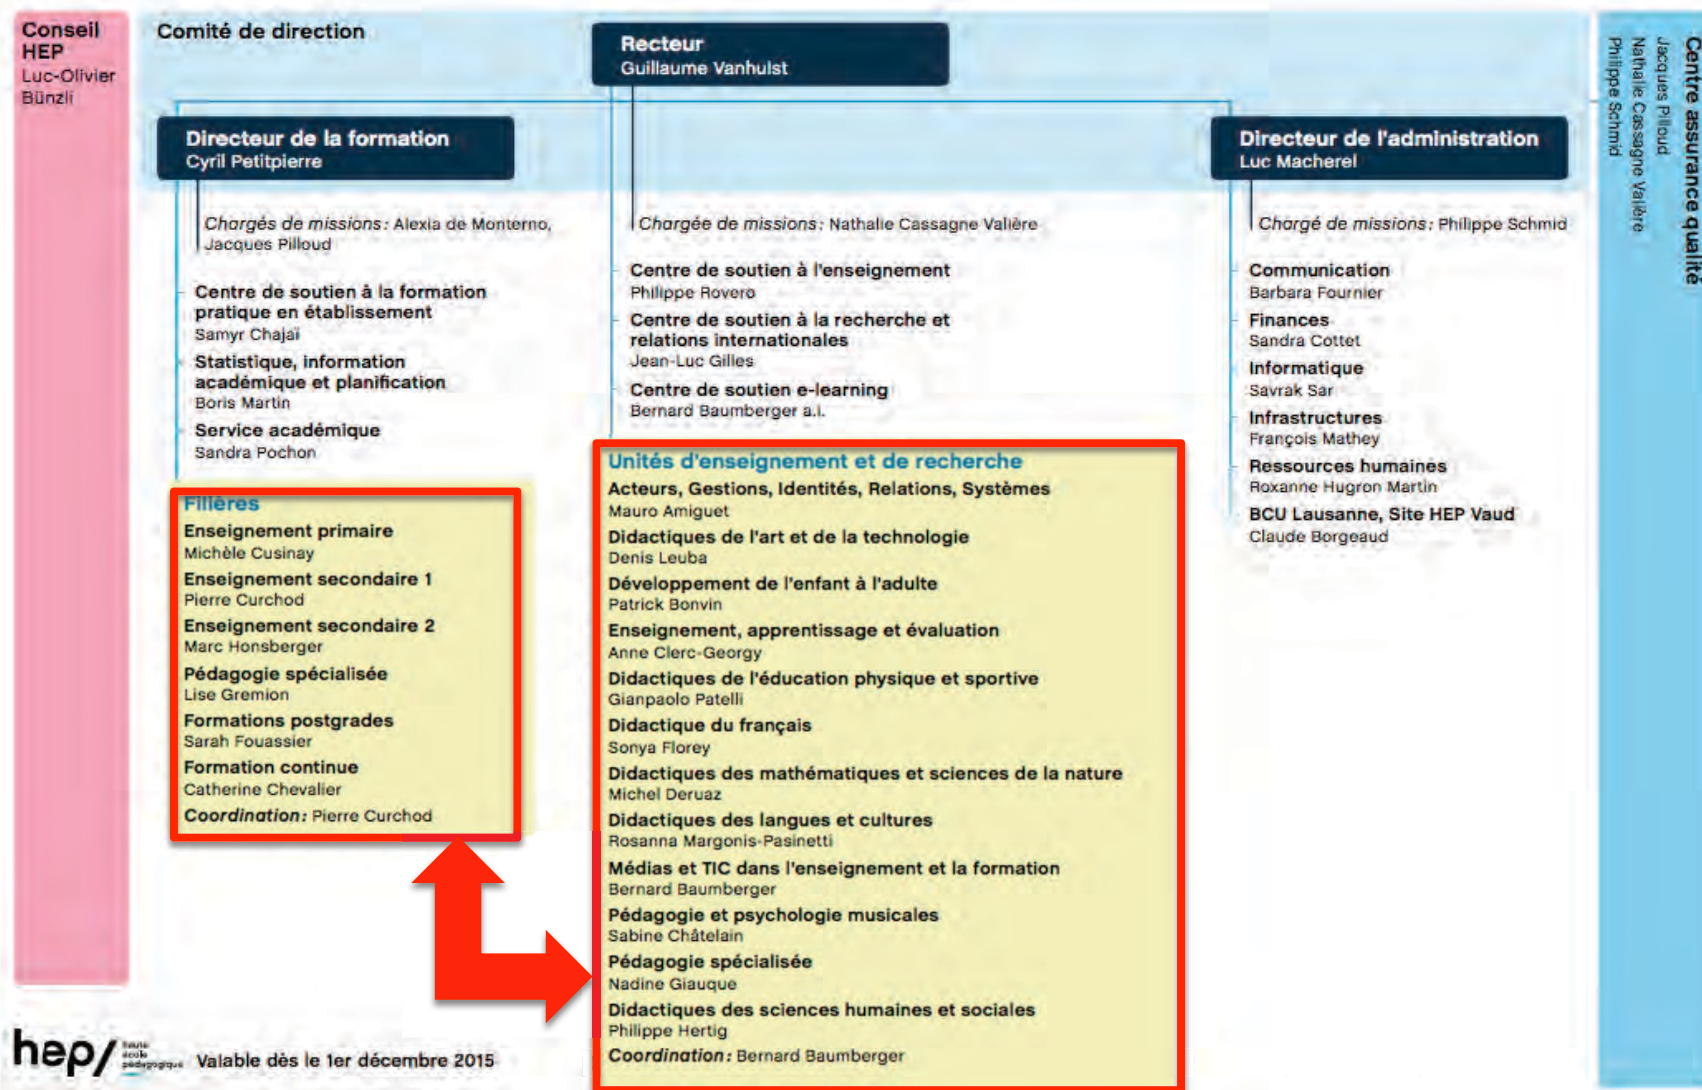 Conseil
HEP
Luc-Olivier
Bünzli
Comité de direction
Recteur
Guillaume Vanhulst
Directeur de la formation
Cyril Petitpierre
Chargés de missions: Alexia de Monterno,
Jacques Pilloud
Centre de soutien à la formation
pratique en établissement
Samyr Chajaï
Statistique, information
académique et planification
Boris Martin
Service académique
Sandra Pochon
Filières
Enseignement primaire
Michèle Cusinay
Enseignement secondaire 1
Pierre Curchod
Enseignement secondaire 2
Marc Honsberger
Pédagogie spécialisée
Lise Gremion
Formations postgrades
Sarah Fouassier
Formation continue
Catherine Chevalier
Coordination: Pierre Curchod
Chargée de missions: Nathalie Cassagne Valière
Centre de soutien à l'enseignement
Philippe Rovero
Centre de soutien à la recherche et
relations internationales
Jean-Luc Gilles
Centre de soutien e-learning
Bernard Baumberger a.i.
Unités d'enseignement et de recherche
Acteurs, Gestions, Identités, Relations, Systèmes
Mauro Amiguet
Didactiques de l'art et de la technologie
Denis Leuba
Développement de l'enfant à l'adulte
Patrick Bonvin
Enseignement, apprentissage et évaluation
Anne Clerc-Georgy
Didactiques de l'éducation physique et sportive
Gianpaolo Patelli
Didactique du français
Sonya Florey
Didactiques des mathématiques et sciences de la nature
Michel Deruaz
Didactiques des langues et cultures
Rosanna Margonis-Pasinetti
Médias et TIC dans l'enseignement et la formation
Bernard Baumberger
Pédagogie et psychologie musicales
Sabine Châtelain
Pédagogie spécialisée
Nadine Giauque
Didactiques des sciences humaines et sociales
Philippe Hertig
Coordination: Bernard Baumberger
Directeur de l'administration
Luc Macherel
Chargé de missions: Philippe Schmid
Communication
Barbara Fournier
Finances
Sandra Cottet
Informatique
Savrak Sar
Infrastructures
François Mathey
Ressources humaines
Roxanne Hugron Martin
BCU Lausanne, Site HEP Vaud
Claude Borgeaud
Centre assurance qualité
Jacques Pilloud
Nathalie Cassagne Valière
Philippe Schmid
hep/
haute
école
pédagogique
Valable dès le 1er décembre 2015